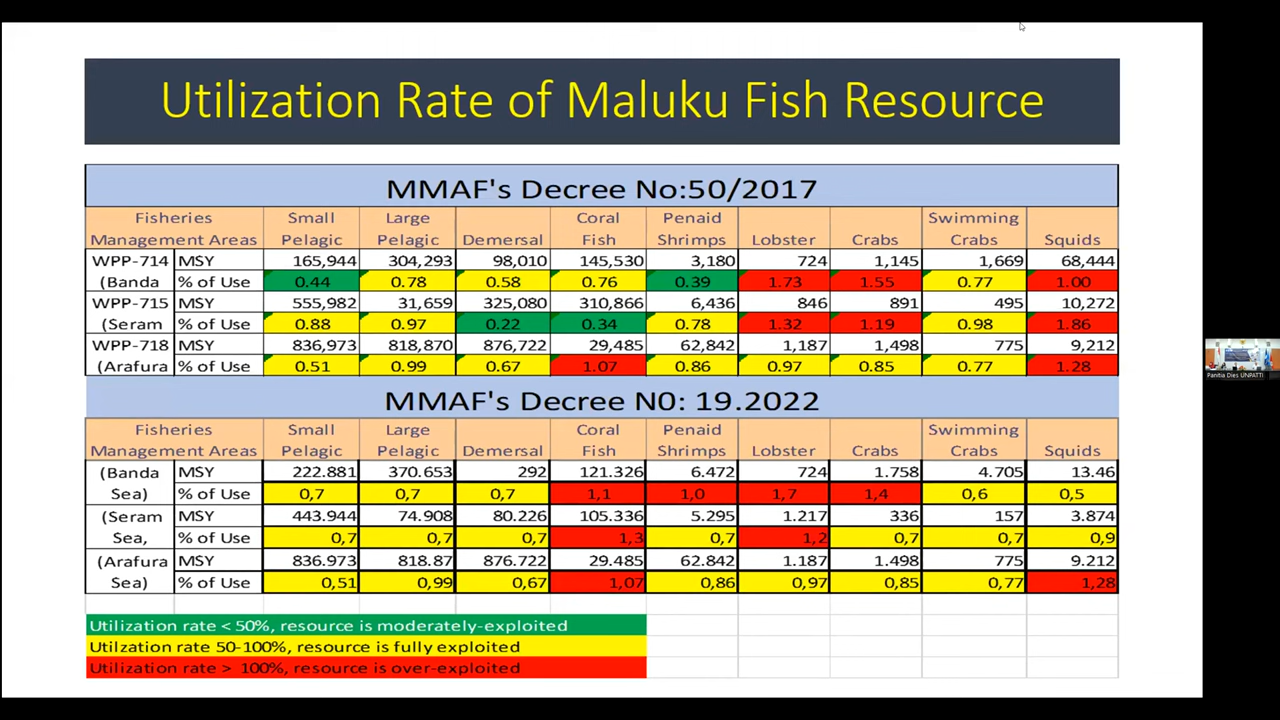 Utilization Rate of Maluku Fish Resource
MMAF's Decree No:50/2017
Fisheries Management Areas Small Pelagic Large Pelagic Demersal Coral Fish Penaid Shrimps Lobster Crabs Swimming Crabs Squids
WPP-714 MSY 165,944 304,293 98,010 145,530 3,180 724 1,145 1,669 68,444
(Banda % of Use 0.44 0.78 0.58 0.76 0.39 1.73 1.55 0.77 1.00
WPP-715 MSY 555,982 31,659 325,080 310,866 6,436 846 891 495 10,272
(Seram % of Use 0.88 0.97 0.22 0.34 0.78 1.32 1.19 0.98 1.86
WPP-718 MSY 836,973 818,870 876,722 29,485 62,842 1,187 1,498 775 9,212
(Arafura % of Use 0.51 0.99 0.67 1.07 0.86 0.97 0.85 0.77 1.28
MMAF's Decree N0: 19.2022
Fisheries Management Areas Small Pelagic Large Pelagic Demersal Coral Fish Penaid Shrimps Lobster Crabs Swimming Crabs Squids
(Banda MSY 222.881 370.653 292 121.326 6.472 724 1.758 4.705 13.46
Sea) % of Use 0,7 0,7 0,7 1,1 1,0 1,7 1,4 0,6 0,5
(Seram MSY 443.944 74.908 80.226 105.336 5.295 1.217 336 157 3.874
Sea, % of Use 0,7 0,7 0,7 1,3 0,7 1,2 0,7 0,7 0,9
(Arafura MSY 836.973 818.87 876.722 29.485 62.842 1.187 1.498 775 9.212
Sea) % of Use 0,51 0,99 0,67 1,07 0,86 0,97 0,85 0,77 1,28
Utilization rate < 50%, resource is moderately-exploited
Utilzation rate 50-100%, resource is fully exploited
Utilization rate > 100%, resource is over-exploited
Panitia Dies UNPATTI